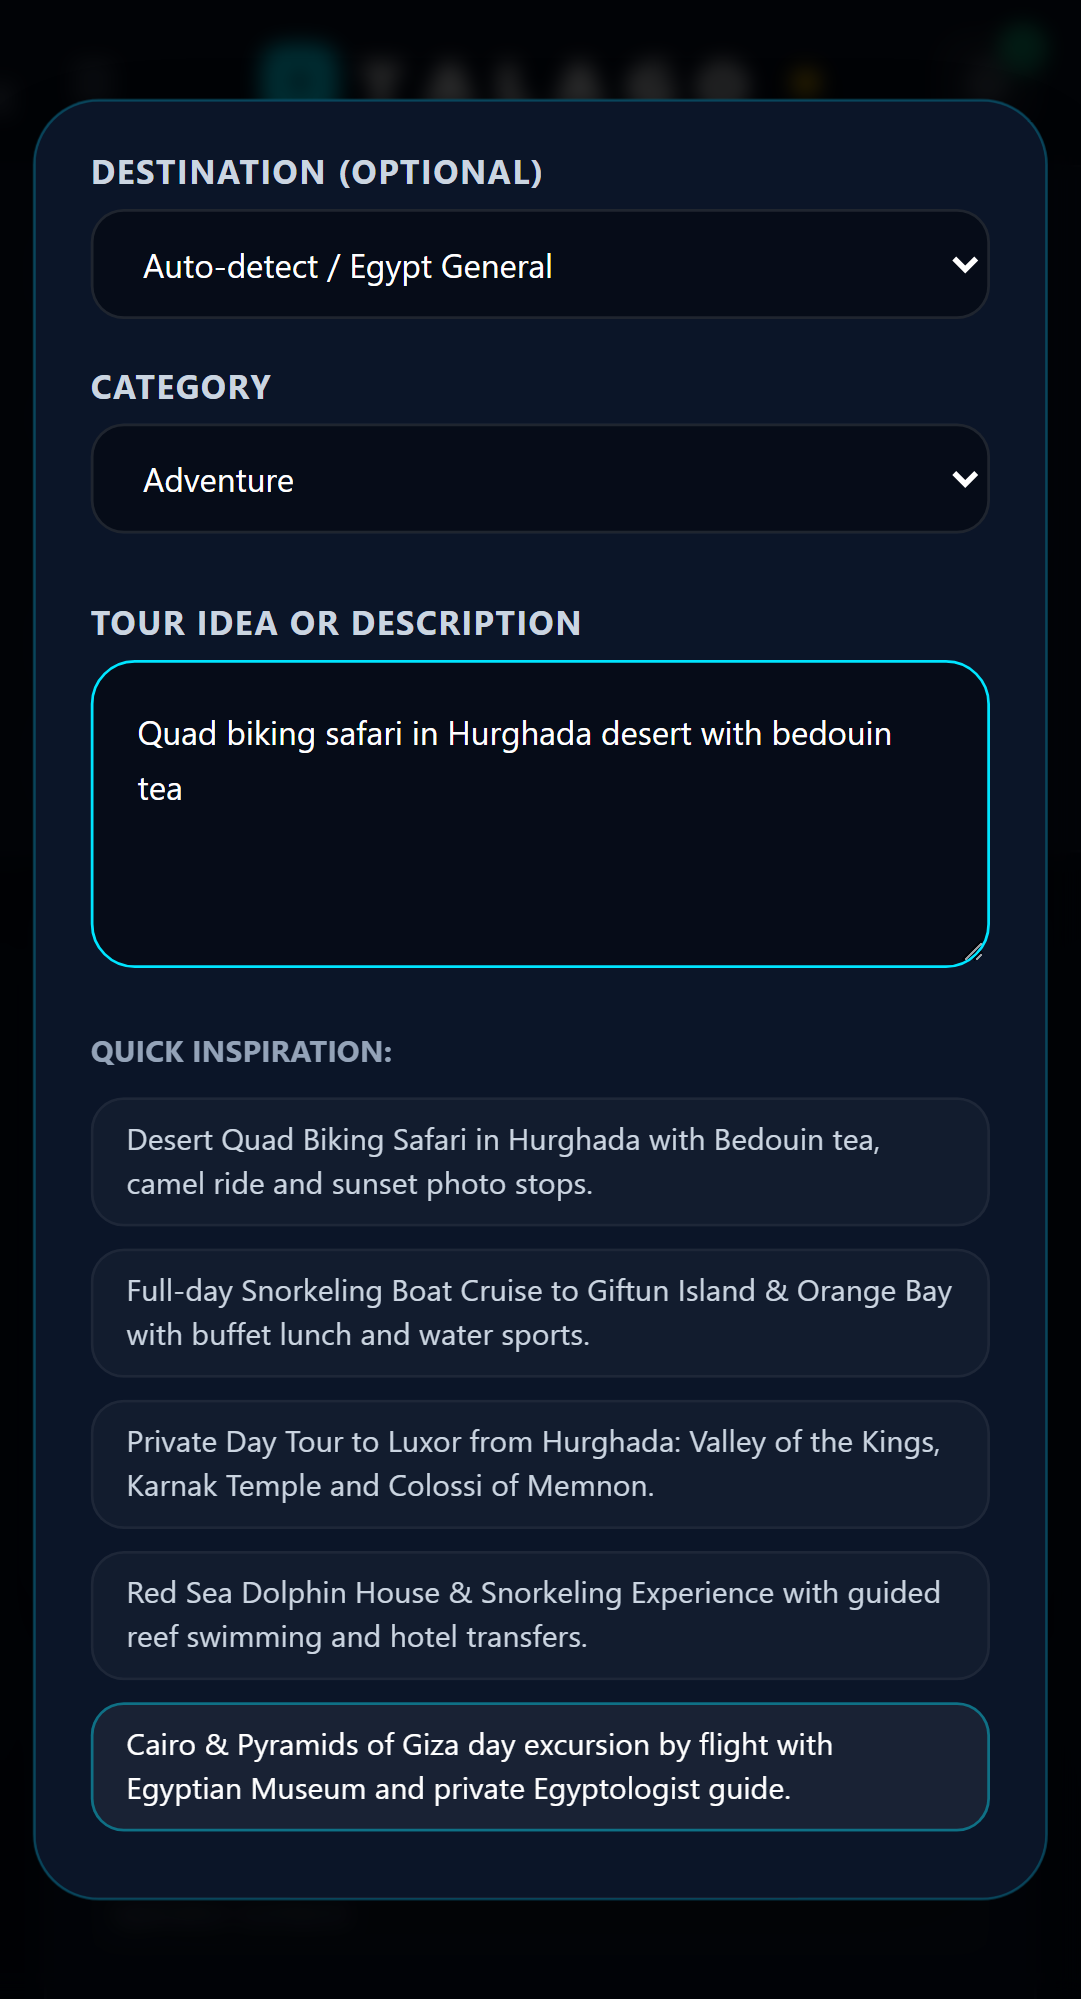 YALAGO
DESTINATION (OPTIONAL)
Auto-detect / Egypt General
CATEGORY
Adventure
TOUR IDEA OR DESCRIPTION
Quad biking safari in Hurghada desert with bedouin
tea
QUICK INSPIRATION:
Desert Quad Biking Safari in Hurghada with Bedouin tea,
camel ride and sunset photo stops.
Full-day Snorkeling Boat Cruise to Giftun Island & Orange Bay
with buffet lunch and water sports.
Private Day Tour to Luxor from Hurghada: Valley of the Kings,
Karnak Temple and Colossi of Memnon.
Red Sea Dolphin House & Snorkeling Experience with guided
reef swimming and hotel transfers.
Cairo & Pyramids of Giza day excursion by flight with
Egyptian Museum and private Egyptologist guide.